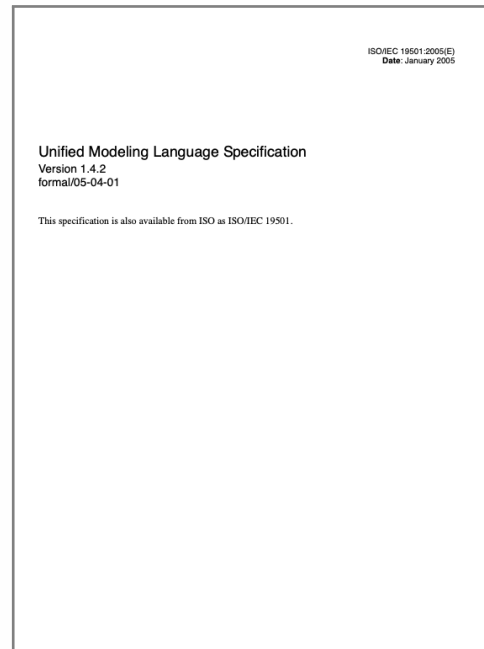 ISO/IEC 19501:2005(E)
Date: January 2005
Unified Modeling Language Specification
Version 1.4.2
formal/05-04-01
This specification is also available from ISO as ISO/IEC 19501.